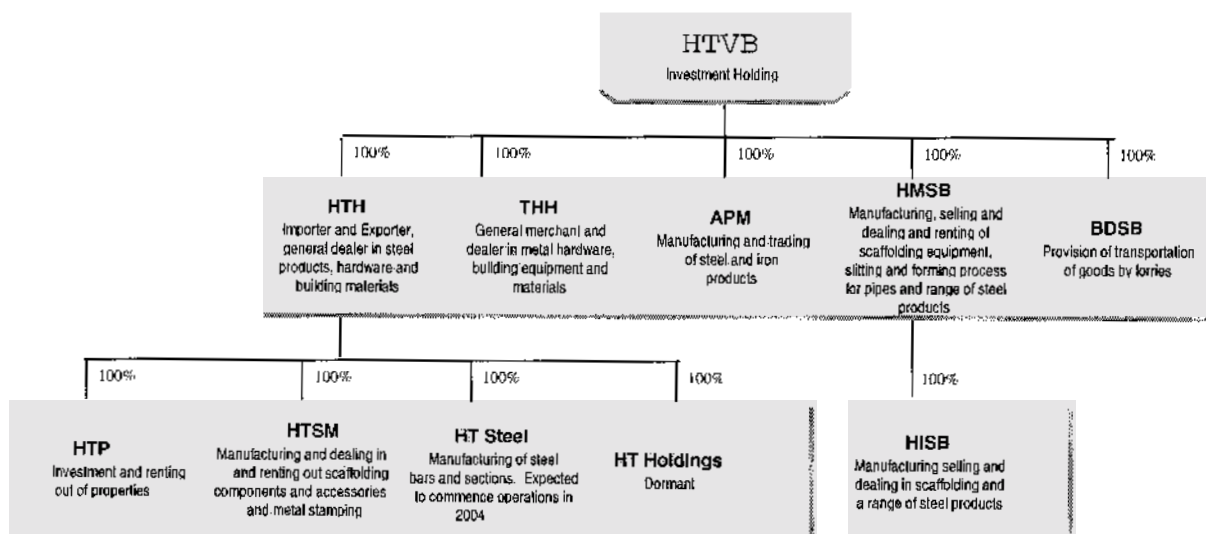 HTVB
Investment Holding
100%
100%
100%
100%
100%
HTH
Importer and Exporter,
general dealer in steel
products, hardware and
building materials
THH
General merchant and
dealer in metal hardware,
building equipment and
materials
APM
Manufacturing and trading
of steel and iron
products
HMSB
Manufacturing, selling and
dealing and renting of
scaffolding equipment,
slitting and forming process
for pipes and range of steel
products
BDSB
Provision of transportation
of goods by lorries
100%
100%
100%
100%
100%
HTP
Investment and renting
out of properties
HTSM
Manufacturing and dealing in
and renting out scaffolding
components and accessories
and metal stamping
HT Steel
Manufacturing of steel
bars and sections. Expected
to commence operations in
2004
HT Holdings
Dormant
HISB
Manufacturing selling and
dealing in scaffolding and
a range of steel products